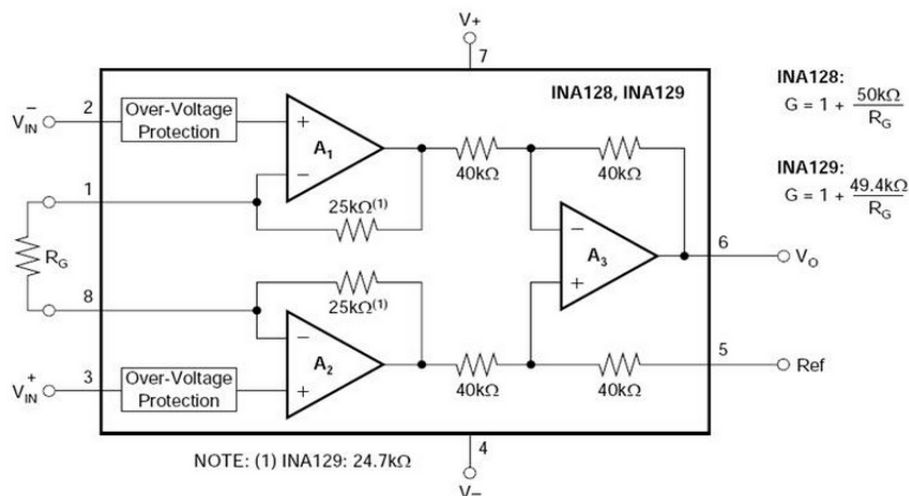 V+
7
INA128, INA129
INA128:
G = 1 + 50kΩ
R_G
INA129:
G = 1 + 49.4kΩ
R_G
2
V⁻_IN
Over-Voltage
Protection
+
A₁
−
40kΩ
40kΩ
1
25kΩ⁽¹⁾
R_G
−
A₃
+
6
V_O
8
25kΩ⁽¹⁾
−
A₂
+
3
V⁺_IN
Over-Voltage
Protection
40kΩ
40kΩ
5
Ref
4
NOTE: (1) INA129: 24.7kΩ
V−